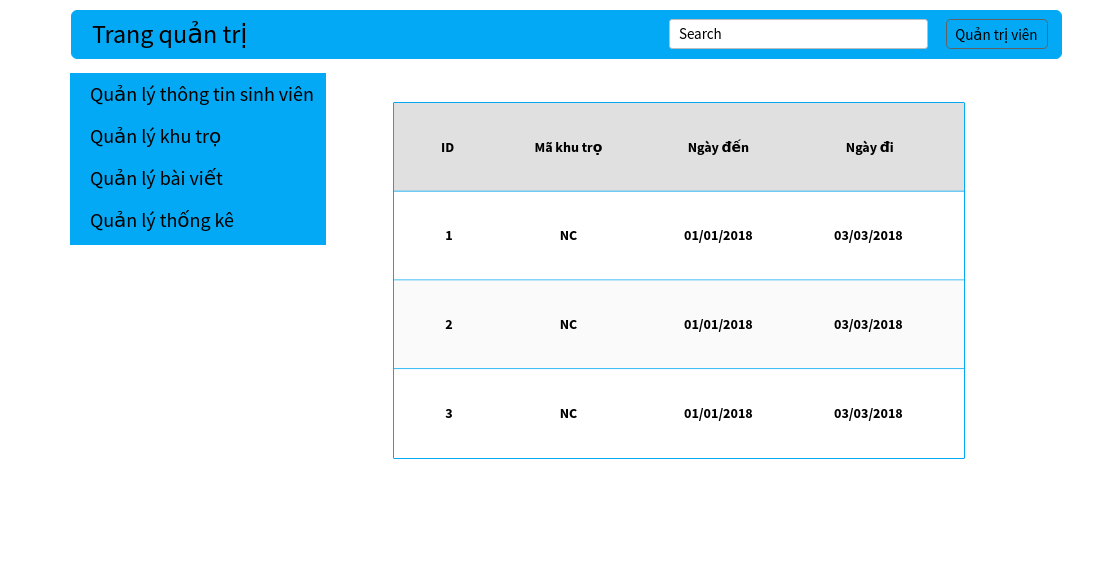 Trang quản trị Search Quản trị viên
Quản lý thông tin sinh viên
Quản lý khu trọ
Quản lý bài viết
Quản lý thống kê
ID Mã khu trọ Ngày đến Ngày đi
1 NC 01/01/2018 03/03/2018
2 NC 01/01/2018 03/03/2018
3 NC 01/01/2018 03/03/2018